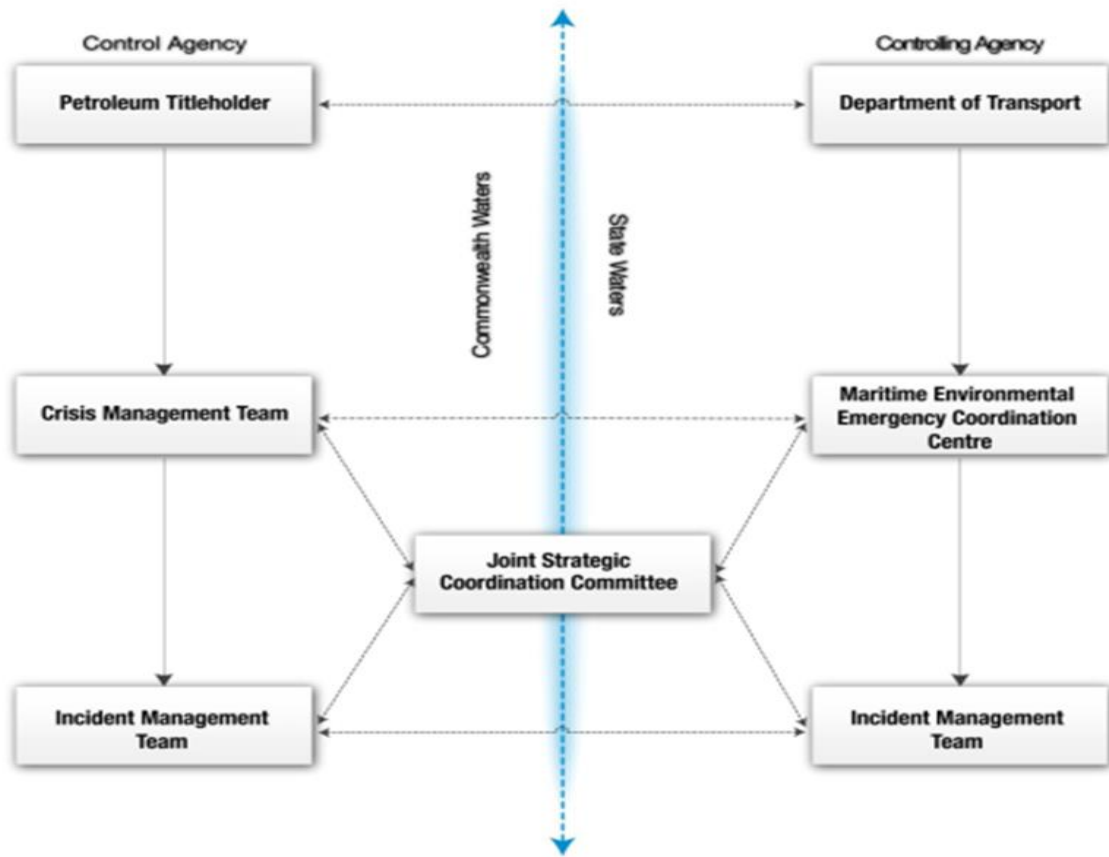 Control Agency
Controlling Agency
Petroleum Titleholder
Department of Transport
Commonwealth Waters
State Waters
Crisis Management Team
Maritime Environmental
Emergency Coordination
Centre
Joint Strategic
Coordination Committee
Incident Management
Team
Incident Management
Team